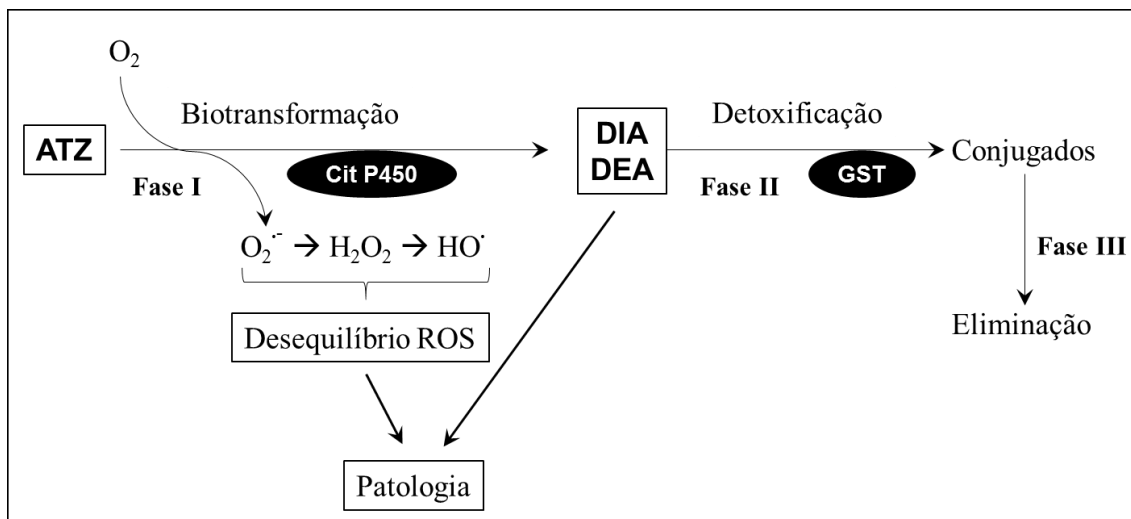 O₂
Biotransformação
Detoxificação
ATZ
DIA
DEA
Conjugados
Cit P450
GST
Fase I
Fase II
O₂·⁻ → H₂O₂ → HO·
Fase III
Desequilíbrio ROS
Eliminação
Patologia